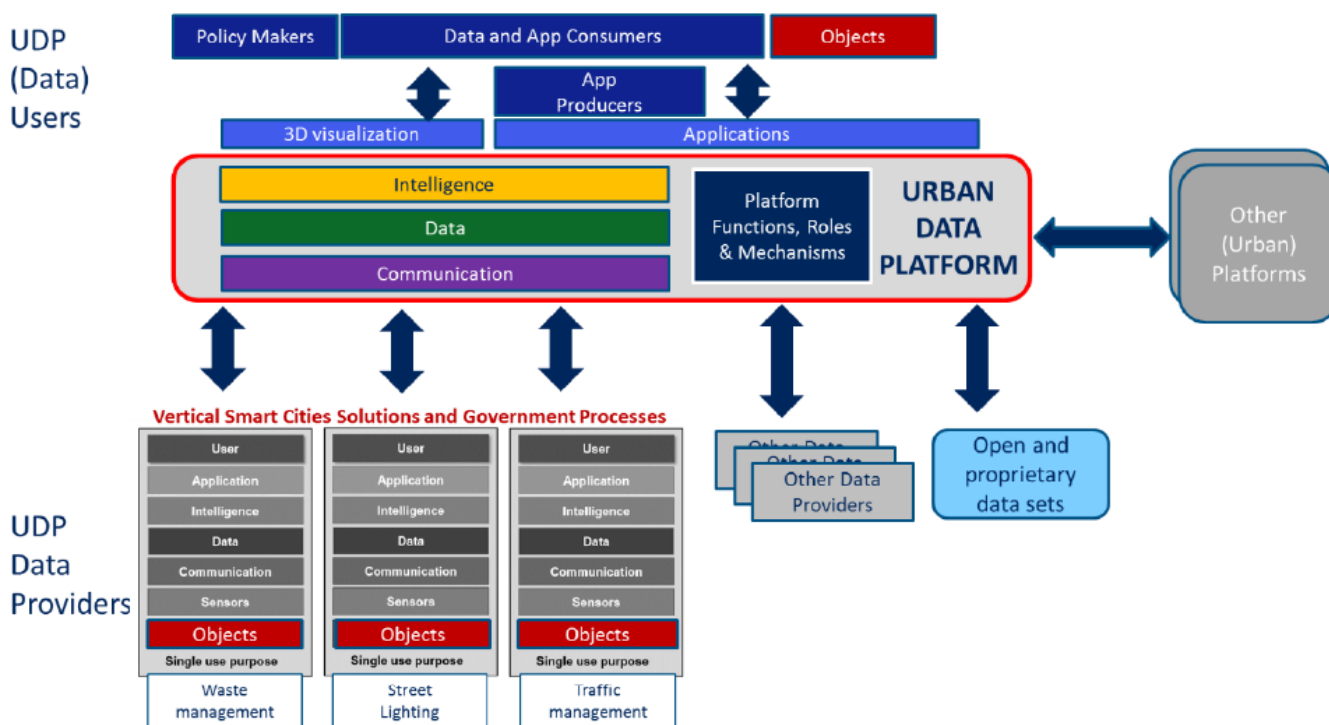 UDP
(Data)
Users
Policy Makers
Data and App Consumers
Objects
App
Producers
3D visualization
Applications
Intelligence
Data
Communication
Platform
Functions, Roles
& Mechanisms
URBAN
DATA
PLATFORM
Other
(Urban)
Platforms
Vertical Smart Cities Solutions and Government Processes
UDP
Data
Providers
User
Application
Intelligence
Data
Communication
Sensors
Objects
Single use purpose
Waste
management
User
Application
Intelligence
Data
Communication
Sensors
Objects
Single use purpose
Street
Lighting
User
Application
Intelligence
Data
Communication
Sensors
Objects
Single use purpose
Traffic
management
Other Data
Other Data
Other Data
Providers
Open and
proprietary
data sets